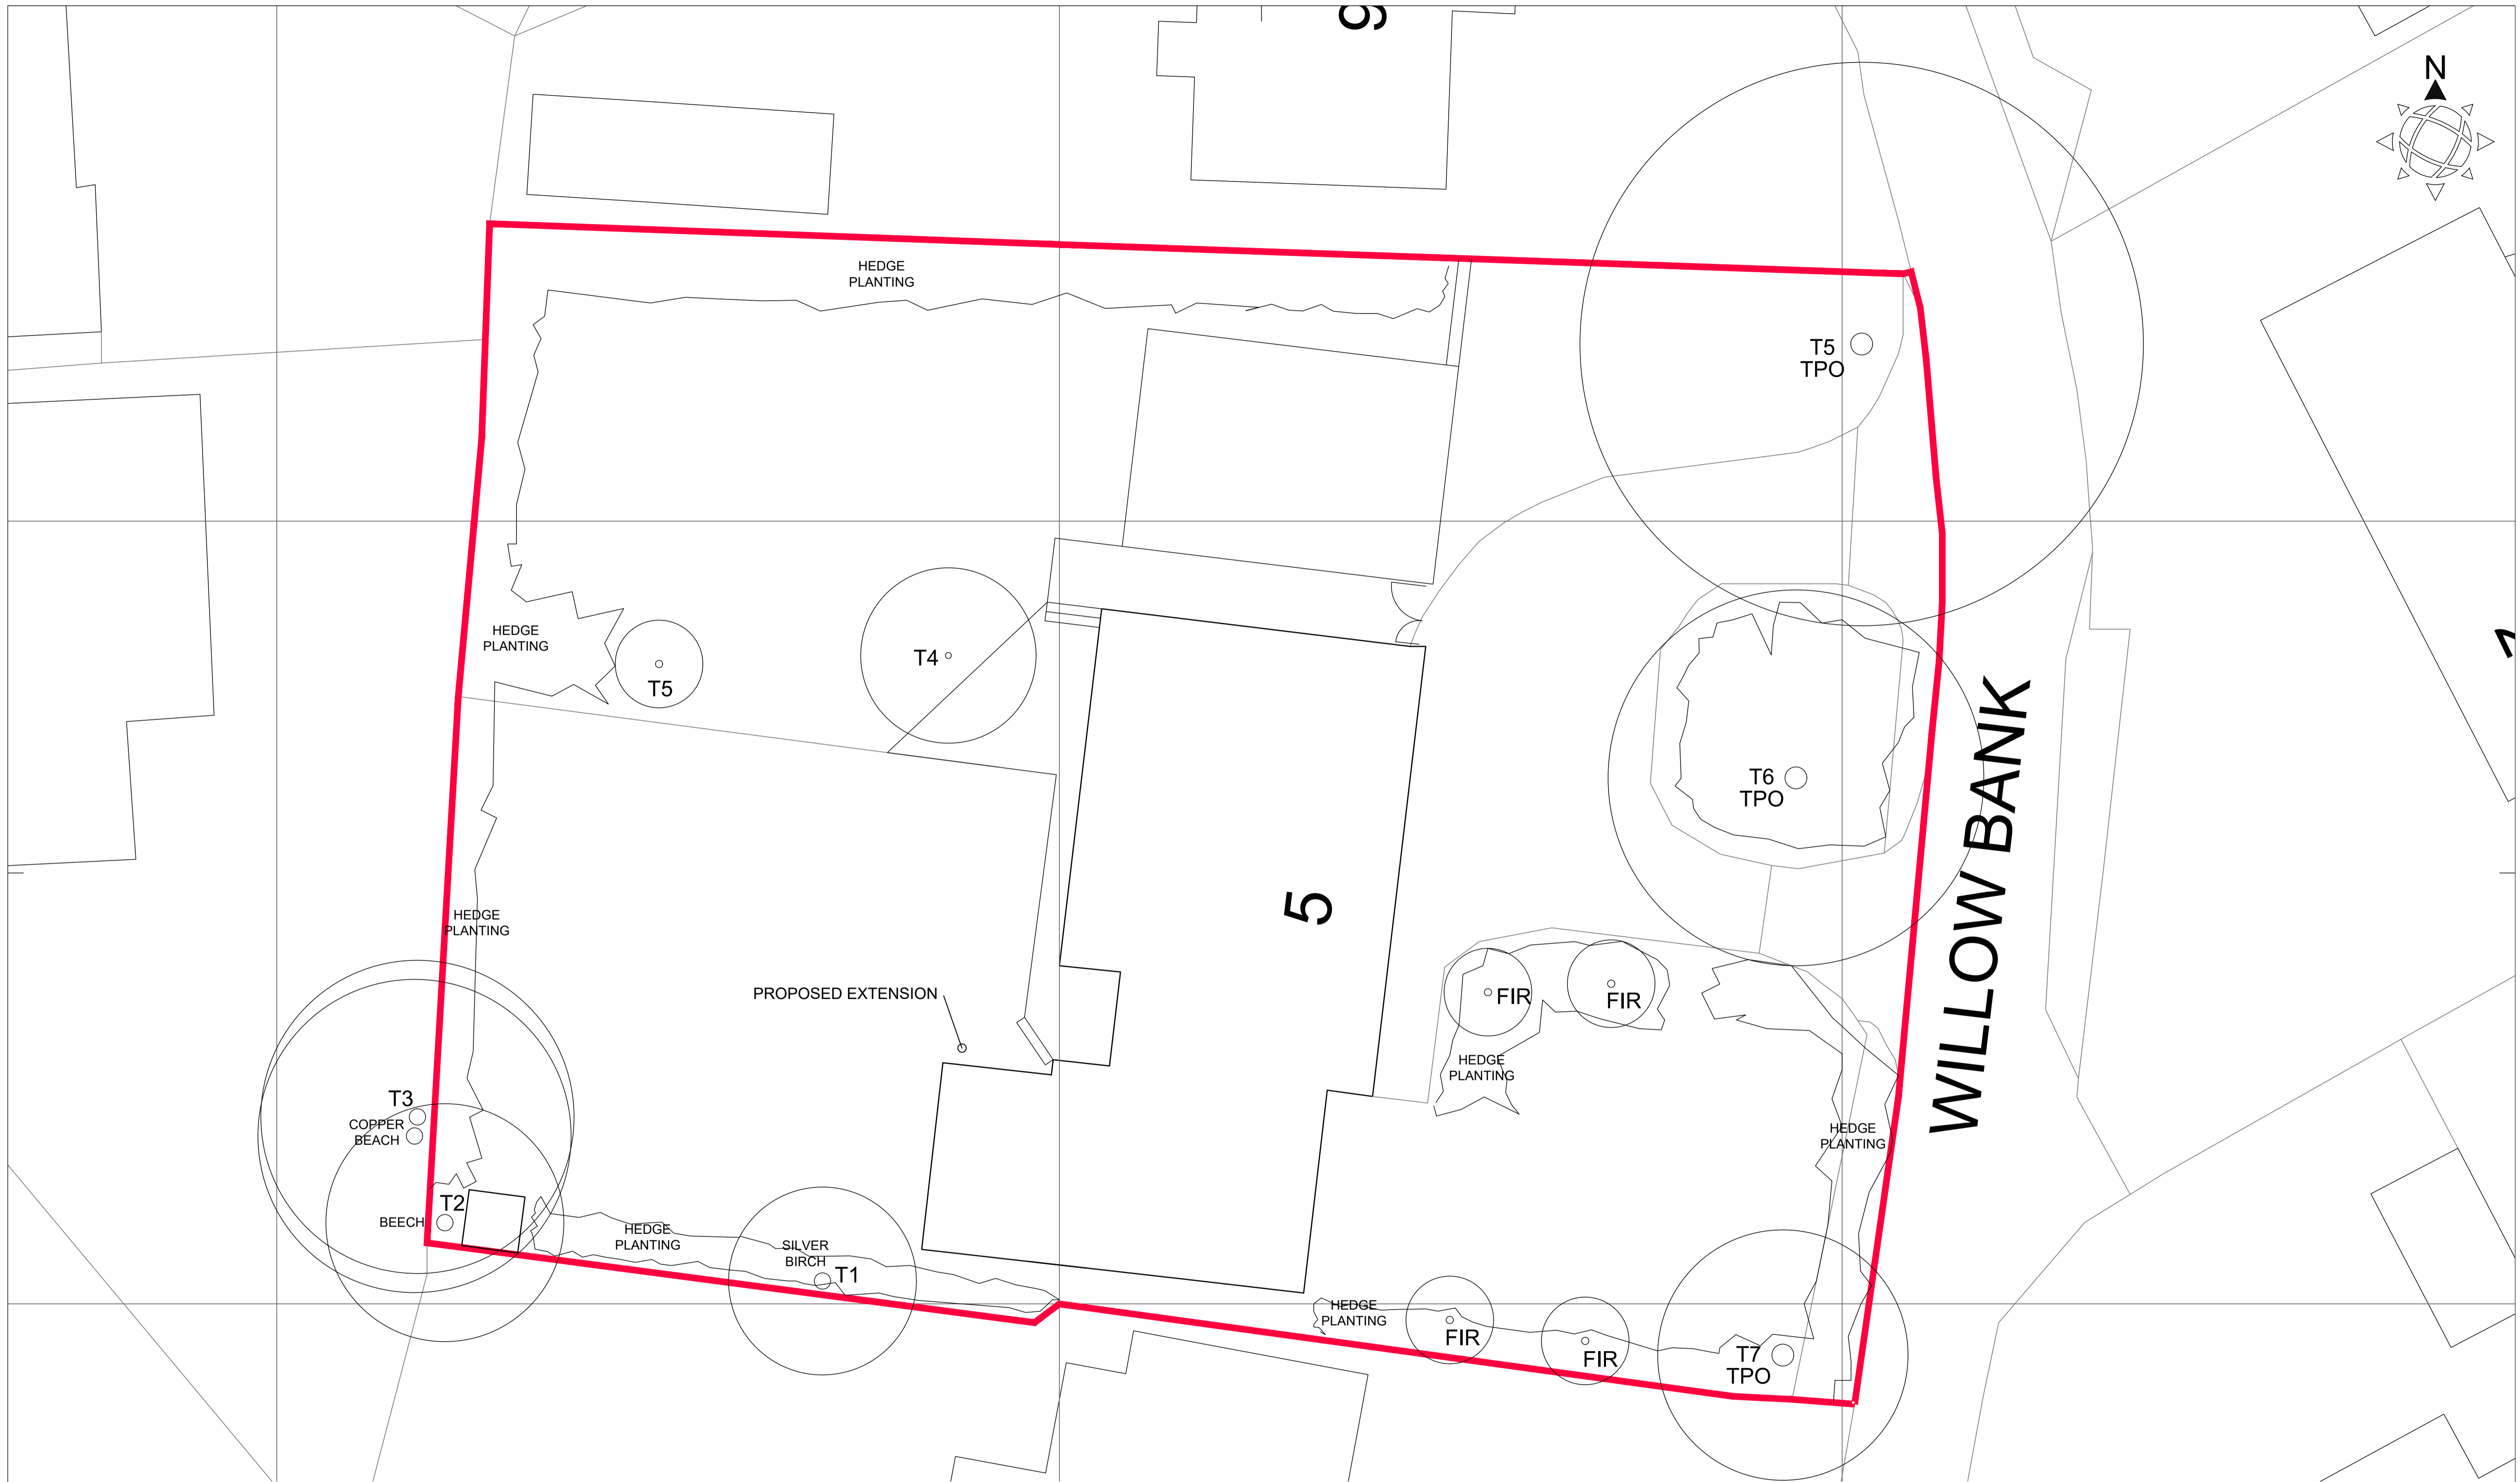 9
N
HEDGE
PLANTING
T5
TPO
HEDGE
PLANTING
T4
T5
T6
TPO
WILLOW BANK
5
HEDGE
PLANTING
PROPOSED EXTENSION
FIR
FIR
HEDGE
PLANTING
T3
COPPER
BEACH
HEDGE
PLANTING
T2
BEECH
HEDGE
PLANTING
SILVER
BIRCH
T1
HEDGE
PLANTING
FIR
FIR
T7
TPO